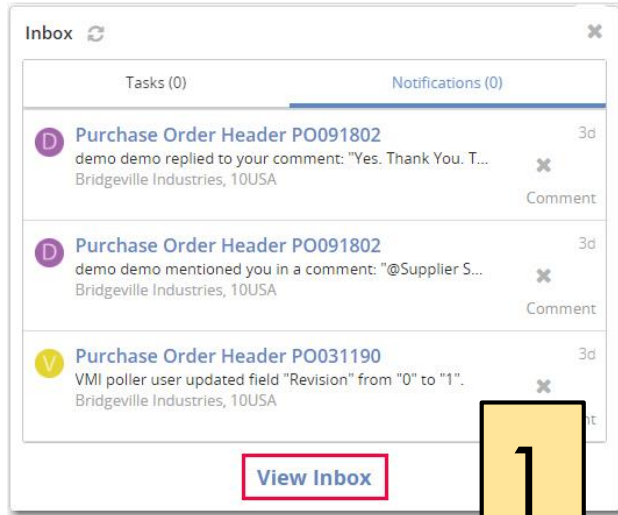 Inbox
Tasks (0) Notifications (0)
D Purchase Order Header PO091802 3d
demo demo replied to your comment: "Yes. Thank You. T...
Bridgeville Industries, 10USA
Comment
D Purchase Order Header PO091802 3d
demo demo mentioned you in a comment: "@Supplier S...
Bridgeville Industries, 10USA
Comment
V Purchase Order Header PO031190 3d
VMI poller user updated field "Revision" from "0" to "1".
Bridgeville Industries, 10USA
View Inbox
1